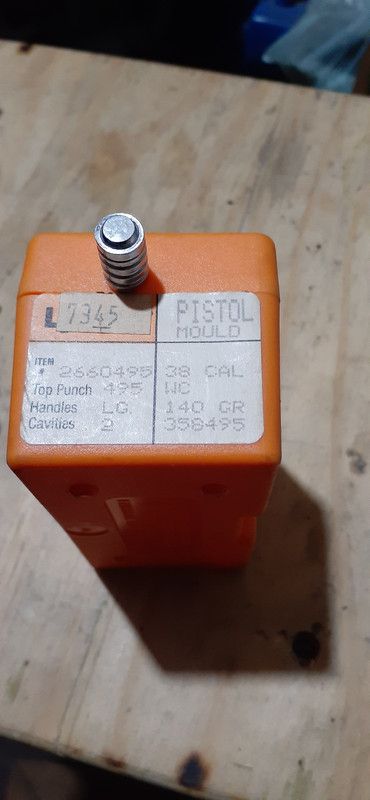 L 7345 PISTOL
MOULD
ITEM
# 2660495 38 CAL
Top Punch 495 WC
Handles LG. 140 GR
Cavities 2 358495